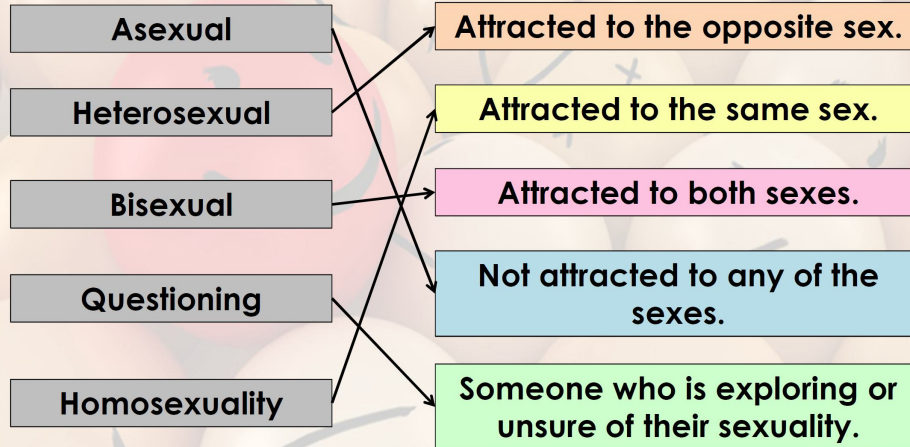 Asexual
Attracted to the opposite sex.
Heterosexual
Attracted to the same sex.
Bisexual
Attracted to both sexes.
Questioning
Not attracted to any of the
sexes.
Homosexuality
Someone who is exploring or
unsure of their sexuality.